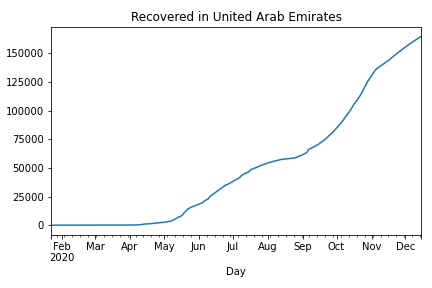 Recovered in United Arab Emirates
150000
125000
100000
75000
50000
25000
0
Feb Mar Apr May Jun Jul Aug Sep Oct Nov Dec
2020
Day